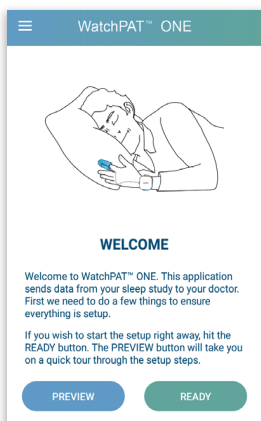 WatchPAT™ ONE
WELCOME
Welcome to WatchPAT™ ONE. This application
sends data from your sleep study to your doctor.
First we need to do a few things to ensure
everything is setup.
If you wish to start the setup right away, hit the
READY button. The PREVIEW button will take you
on a quick tour through the setup steps.
PREVIEW
READY